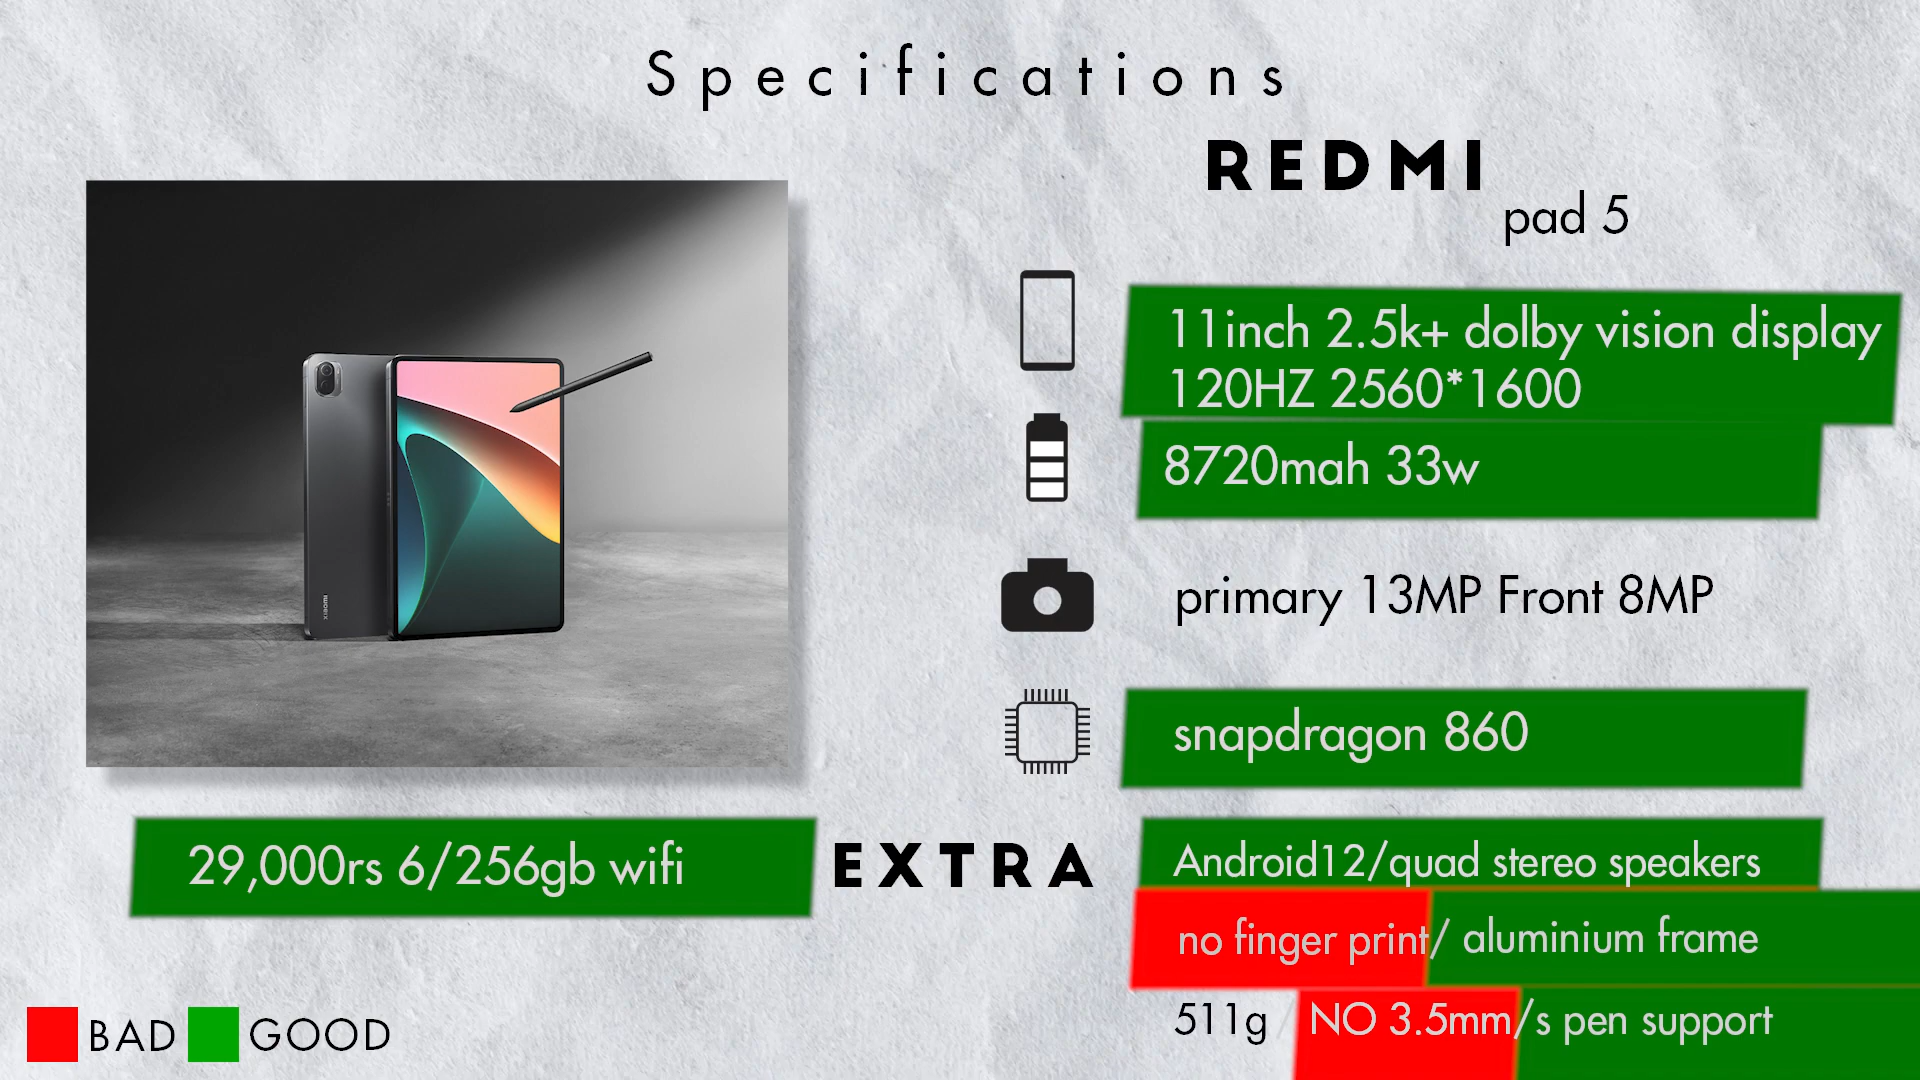 Specifications
REDMI
pad 5
11inch 2.5k+ dolby vision display
120HZ 2560*1600
8720mah 33w
primary 13MP Front 8MP
snapdragon 860
xiaomi
29,000rs 6/256gb wifi
EXTRA
Android12/quad stereo speakers
no finger print/ aluminium frame
511g / NO 3.5mm/s pen support
BAD GOOD